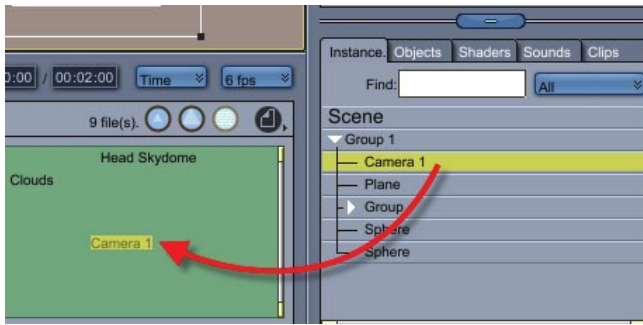 Instance. Objects Shaders Sounds Clips
:00 / 00:02:00 Time 6 fps
Find: All
9 file(s).
Scene
Group 1
Head Skydome
Camera 1
Clouds
Plane
Group
Sphere
Camera 1
Sphere